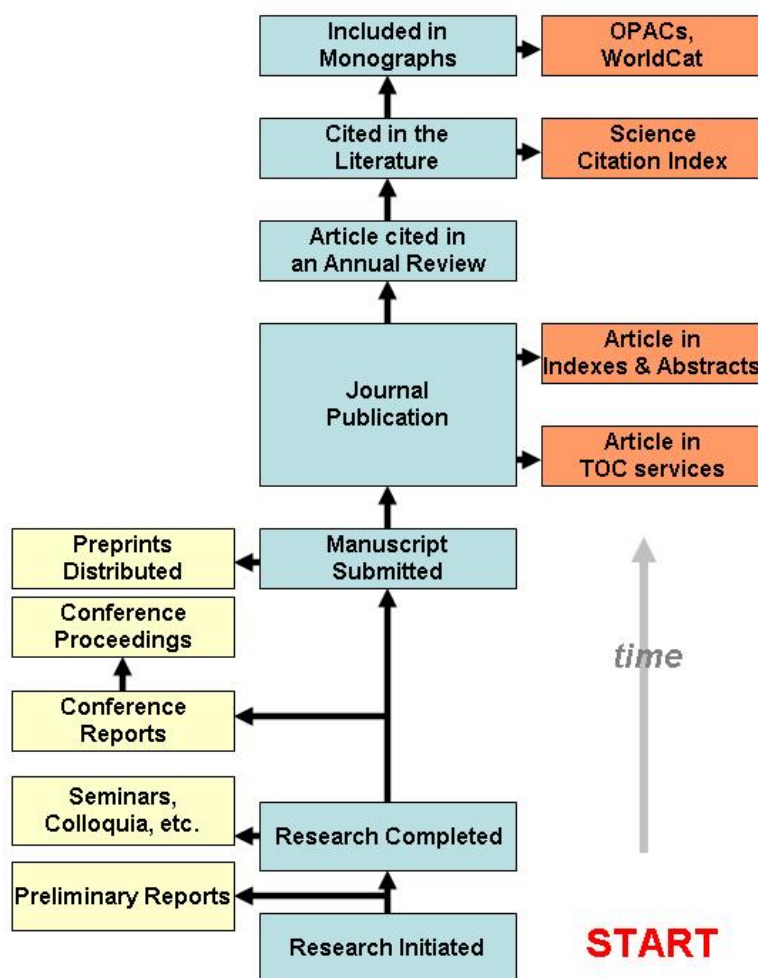 Included in
Monographs
OPACs,
WorldCat
Cited in the
Literature
Science
Citation Index
Article cited in
an Annual Review
Journal
Publication
Article in
Indexes & Abstracts
Article in
TOC services
Preprints
Distributed
Manuscript
Submitted
Conference
Proceedings
time
Conference
Reports
Seminars,
Colloquia, etc.
Research Completed
Preliminary Reports
Research Initiated
START